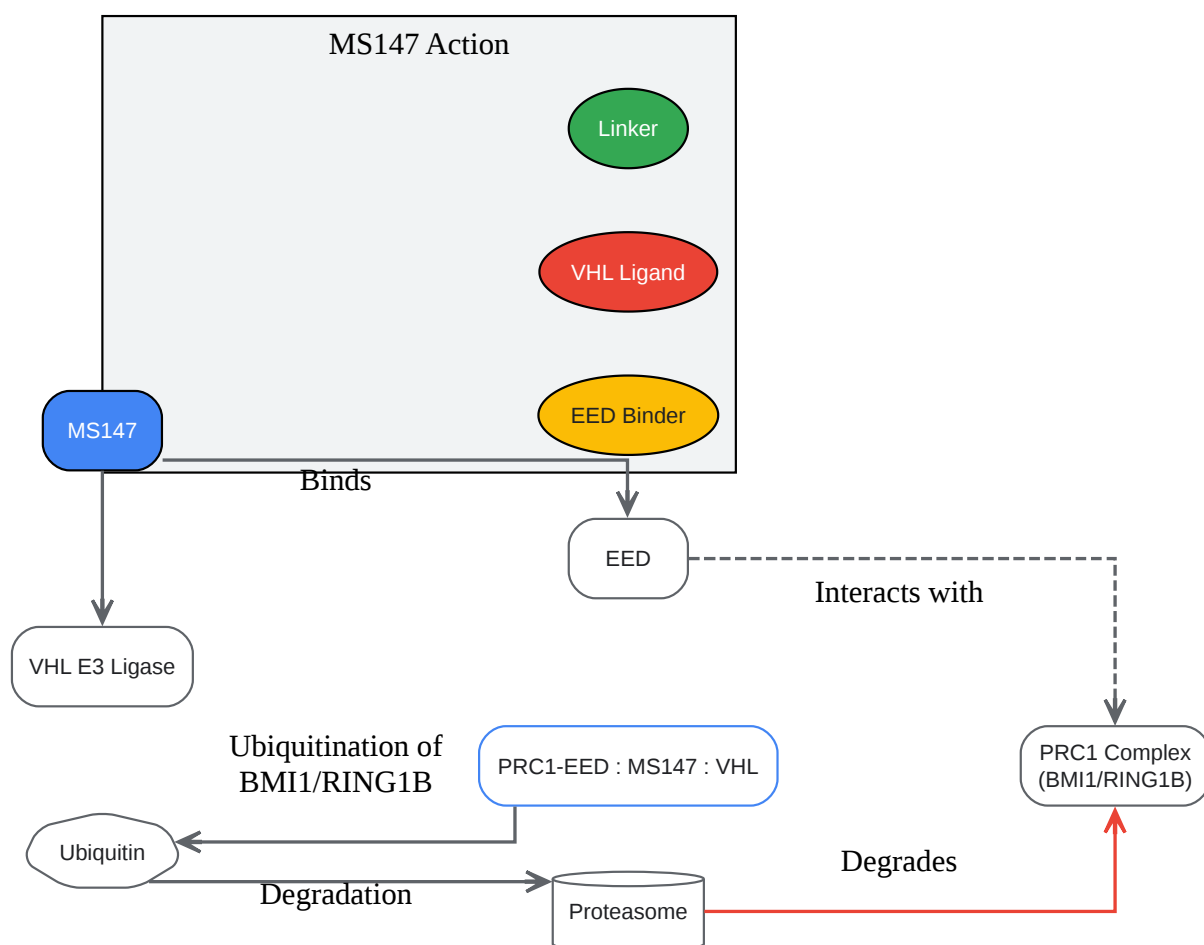 MS147 Action
Linker
VHL Ligand
EED Binder
MS147
Binds
EED
Interacts with
VHL E3 Ligase
Ubiquitination of
BMI1/RING1B
PRC1-EED : MS147 : VHL
PRC1 Complex
(BMI1/RING1B)
Ubiquitin
Degradation
Proteasome
Degrades